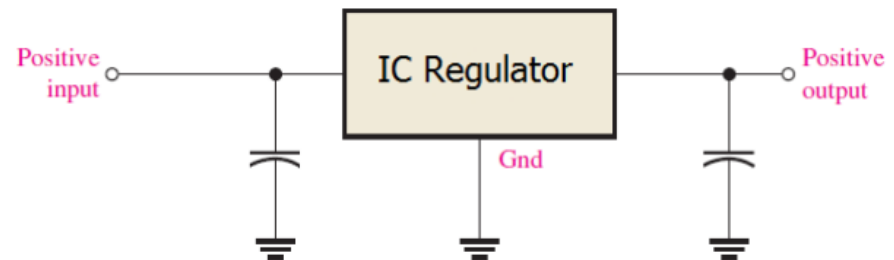 Positive
input
IC Regulator
Gnd
Positive
output